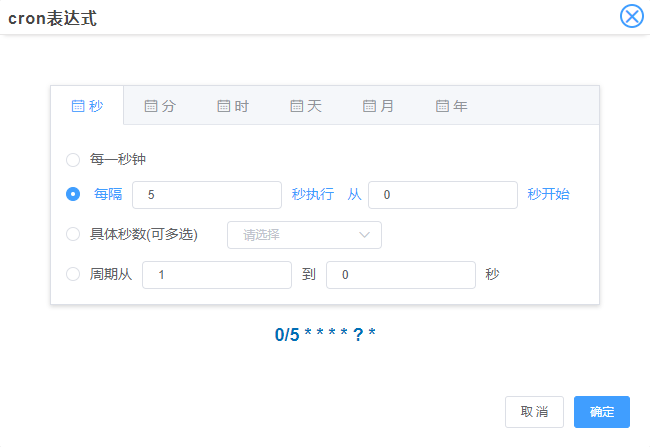 cron表达式
秒 分 时 天 月 年
每一秒钟
每隔 5 秒执行 从 0 秒开始
具体秒数(可多选) 请选择
周期从 1 到 0 秒
0/5 * * * * ? *
取消 确定